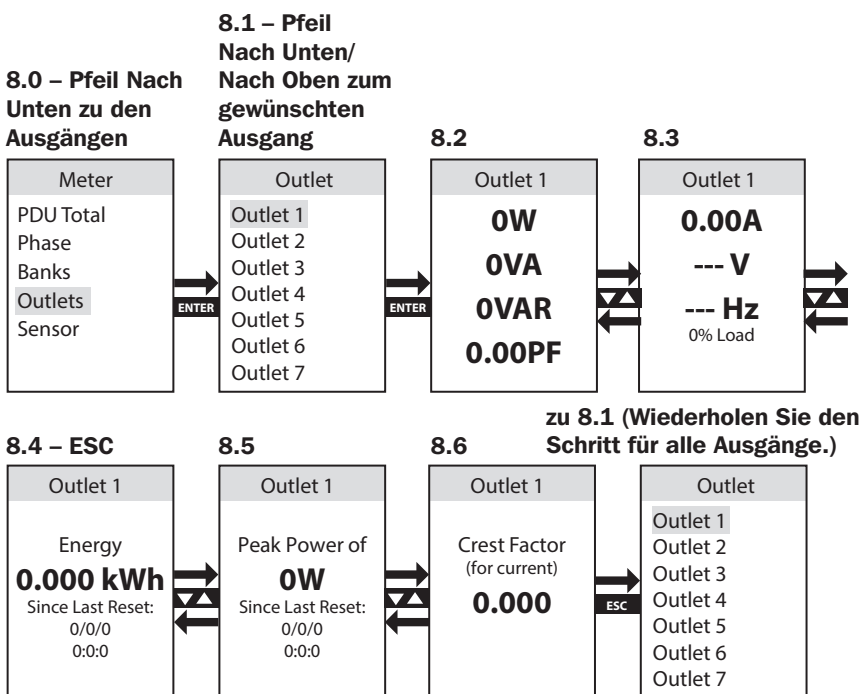 8.0 – Pfeil Nach
Unten zu den
Ausgängen
Meter
PDU Total
Phase
Banks
Outlets
Sensor
ENTER
8.1 – Pfeil
Nach Unten/
Nach Oben zum
gewünschten
Ausgang
Outlet
Outlet 1
Outlet 2
Outlet 3
Outlet 4
Outlet 5
Outlet 6
Outlet 7
ENTER
8.2
Outlet 1
0W
0VA
0VAR
0.00PF
8.3
Outlet 1
0.00A
--- V
--- Hz
0% Load
8.4 – ESC
Outlet 1
Energy
0.000 kWh
Since Last Reset:
0/0/0
0:0:0
8.5
Outlet 1
Peak Power of
0W
Since Last Reset:
0/0/0
0:0:0
8.6
Outlet 1
Crest Factor
(for current)
0.000
ESC
zu 8.1 (Wiederholen Sie den
Schritt für alle Ausgänge.)
Outlet
Outlet 1
Outlet 2
Outlet 3
Outlet 4
Outlet 5
Outlet 6
Outlet 7